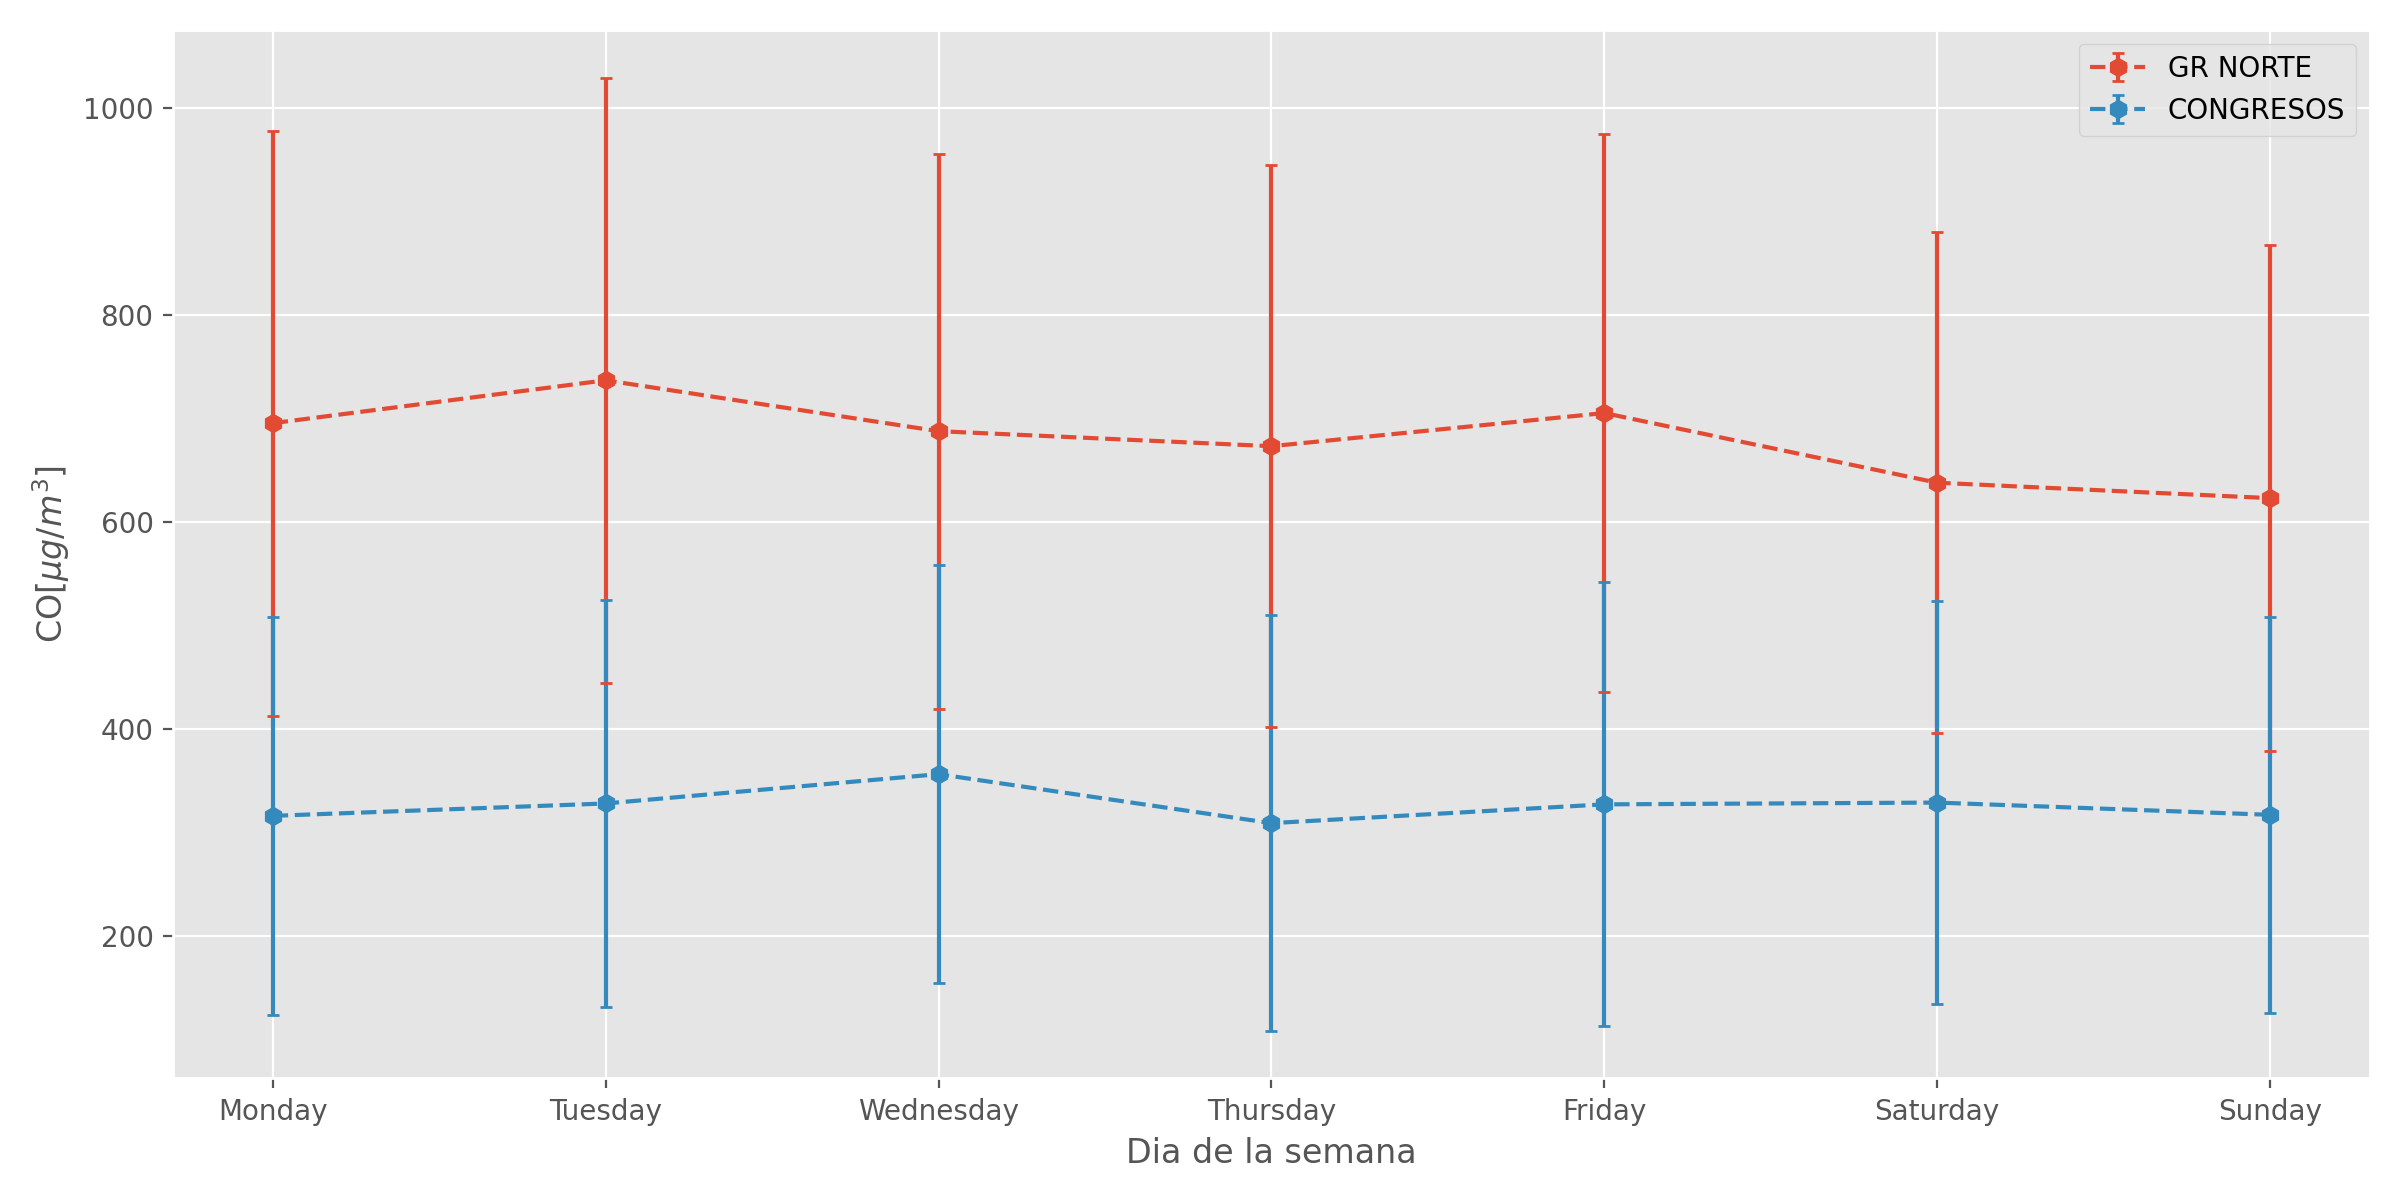 GR NORTE
CONGRESOS
1000
800
600
400
200
CO[μg/m³]
Monday Tuesday Wednesday Thursday Friday Saturday Sunday
Dia de la semana